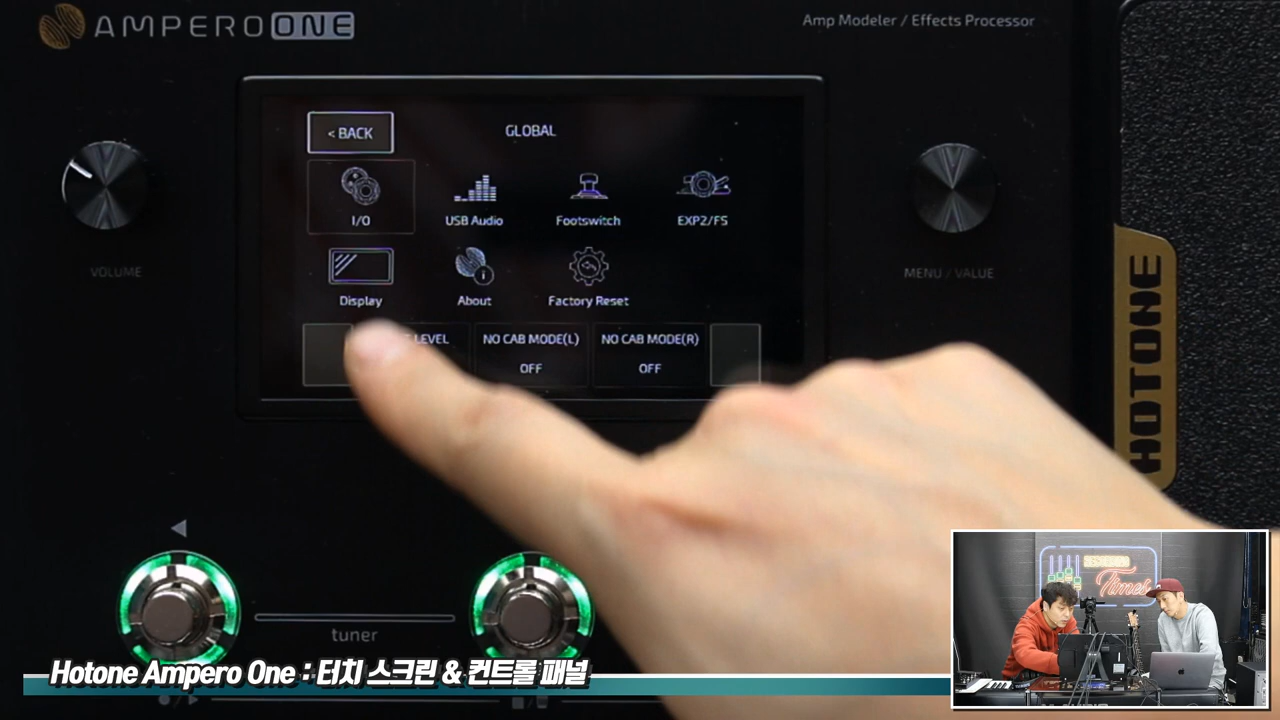 AMPERO ONE
Amp Modeler / Effects Processor
< BACK
GLOBAL
I/O
USB Audio
Footswitch
EXP2/FS
Display
About
Factory Reset
LEVEL
NO CAB MODE(L)
NO CAB MODE(R)
OFF
OFF
VOLUME
MENU / VALUE
HOTONE
tuner
Times
Hotone Ampero One : 터치 스크린 & 컨트롤 패널